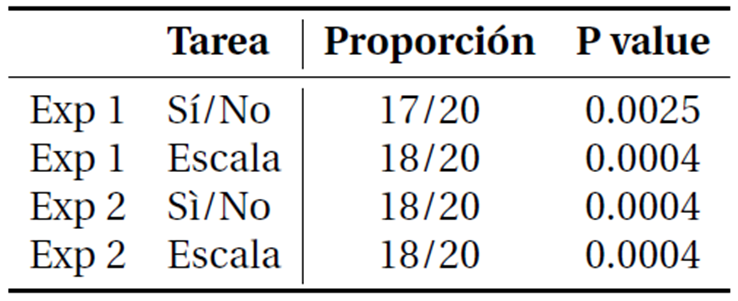 Tarea Proporción P value
Exp 1 Sí/No 17/20 0.0025
Exp 1 Escala 18/20 0.0004
Exp 2 Sì/No 18/20 0.0004
Exp 2 Escala 18/20 0.0004